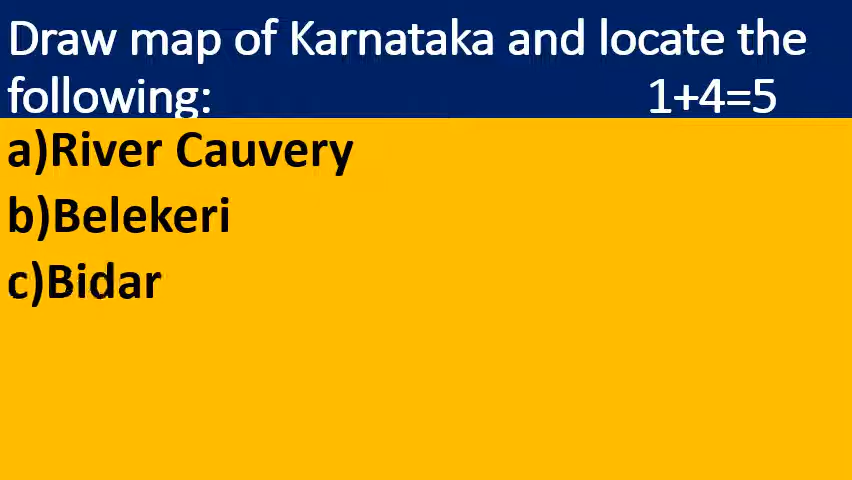 Draw map of Karnataka and locate the
following: 1+4=5
a)River Cauvery
b)Belekeri
c)Bidar